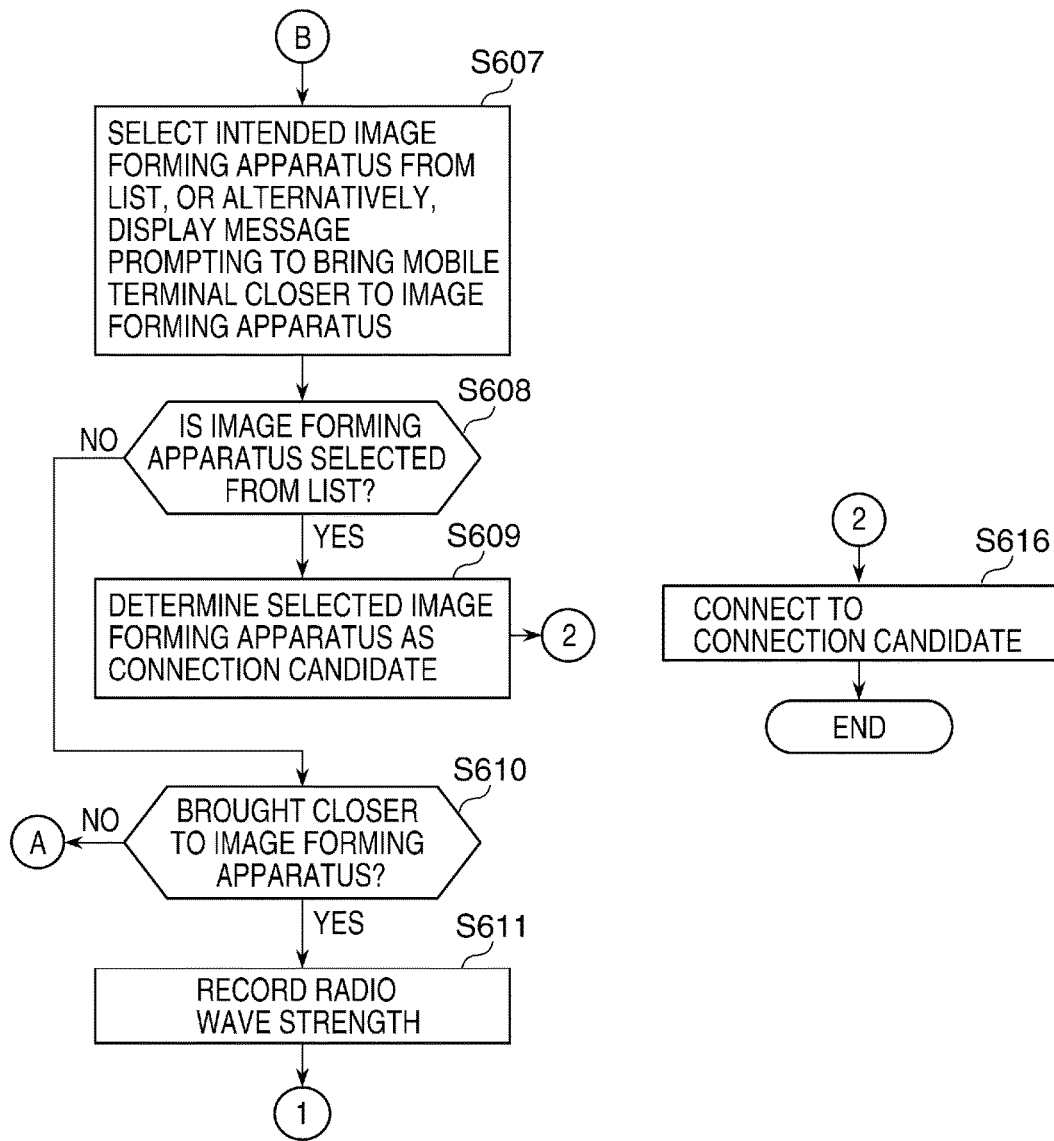 B
S607
SELECT INTENDED IMAGE
FORMING APPARATUS FROM
LIST, OR ALTERNATIVELY,
DISPLAY MESSAGE
PROMPTING TO BRING MOBILE
TERMINAL CLOSER TO IMAGE
FORMING APPARATUS
S608
NO
IS IMAGE FORMING
APPARATUS SELECTED
FROM LIST?
YES
S609
DETERMINE SELECTED IMAGE
FORMING APPARATUS AS
CONNECTION CANDIDATE
2
S610
BROUGHT CLOSER
TO IMAGE FORMING
APPARATUS?
NO
A
YES
S611
RECORD RADIO
WAVE STRENGTH
1
2
S616
CONNECT TO
CONNECTION CANDIDATE
END